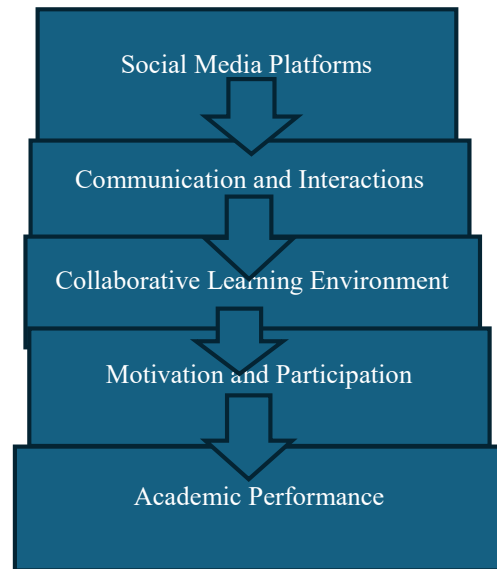 Social Media Platforms
Communication and Interactions
Collaborative Learning Environment
Motivation and Participation
Academic Performance